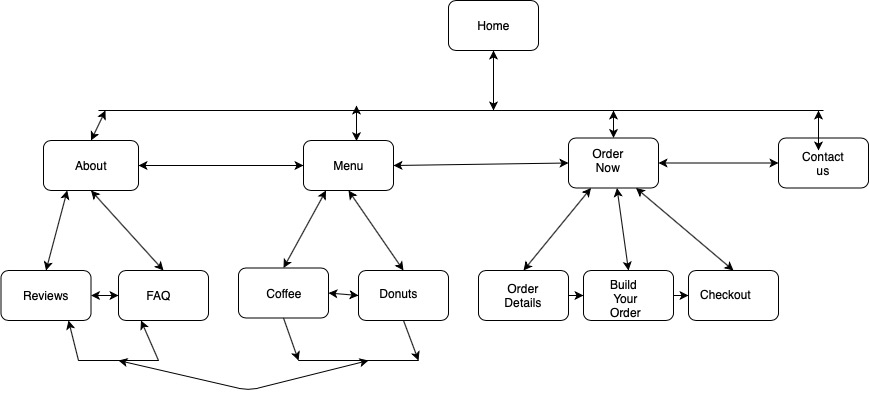 Home
About
Menu
Order
Now
Contact
us
Reviews
FAQ
Coffee
Donuts
Order
Details
Build
Your
Order
Checkout